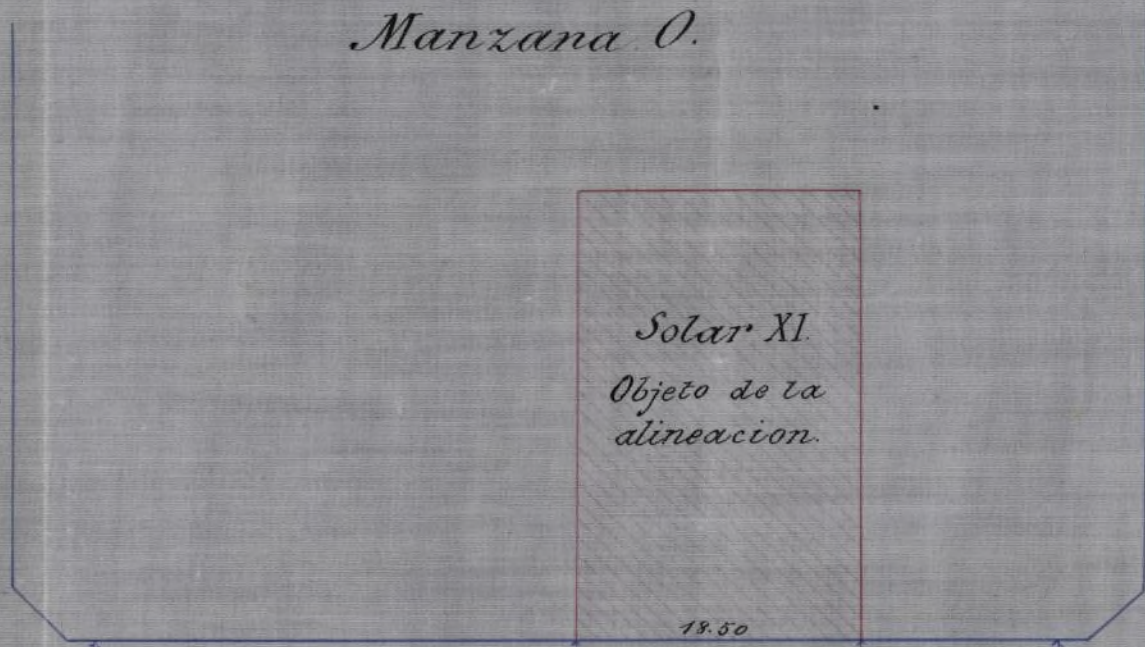 Manzana O.
Solar XI.
Objeto de la
alineacion.
18.50